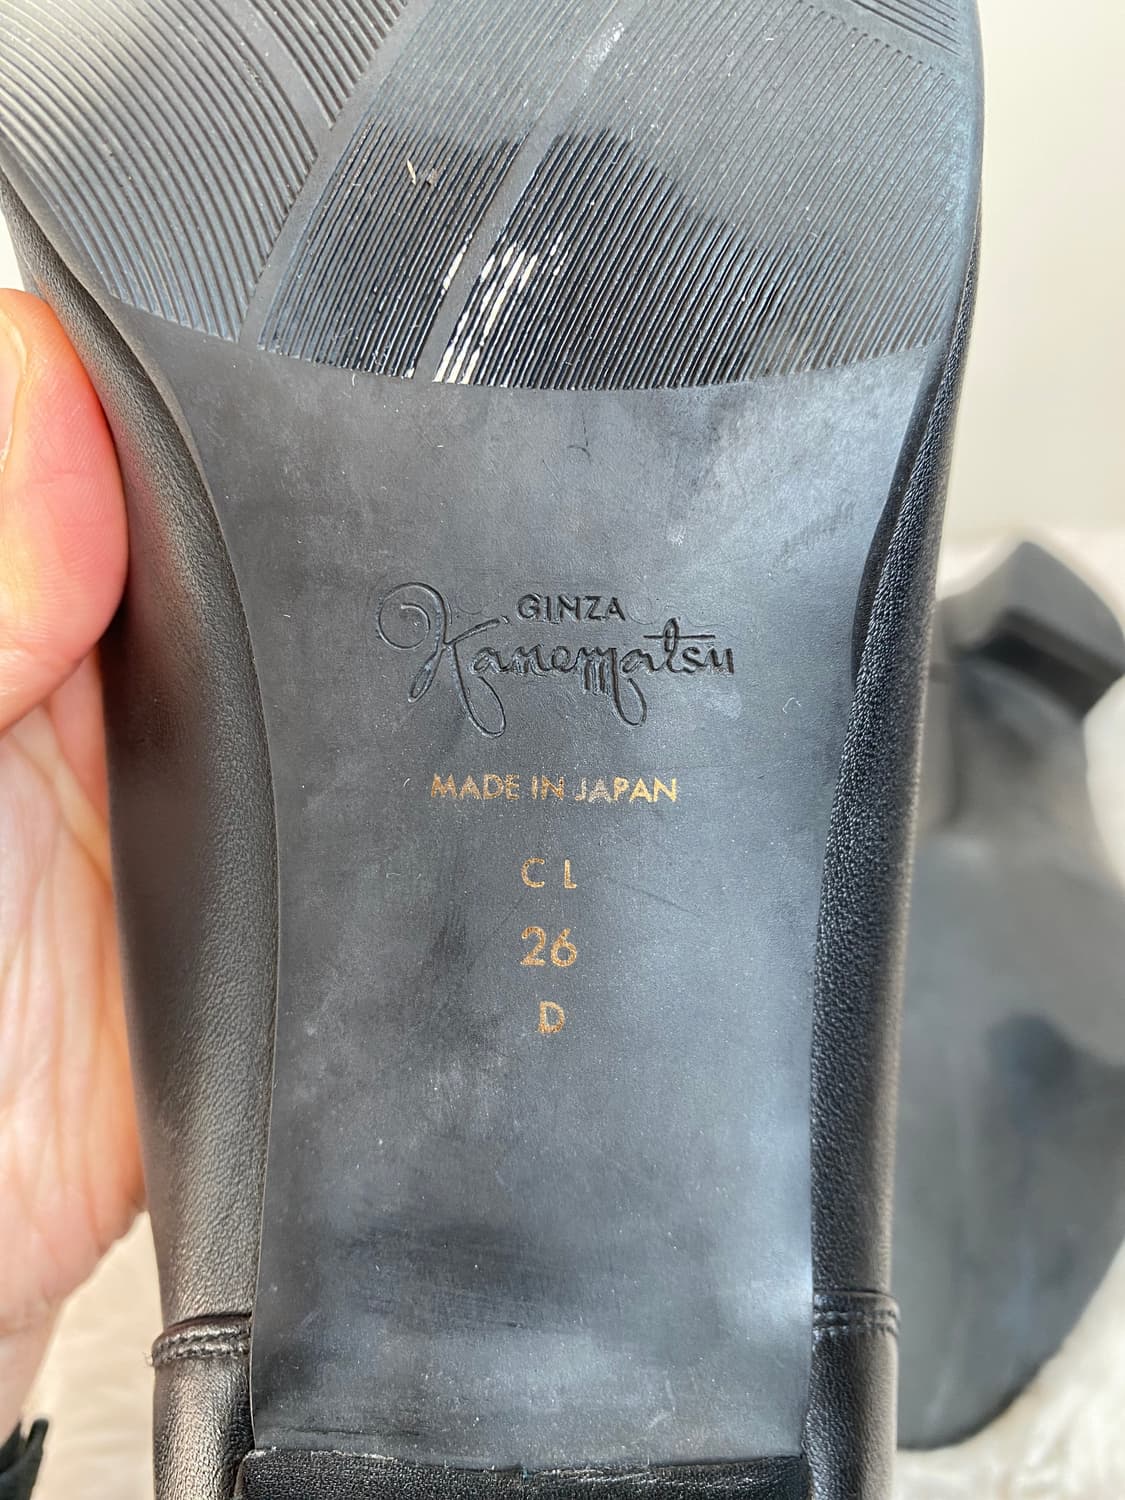 GINZA
Kanematsu
MADE IN JAPAN
C L
26
D